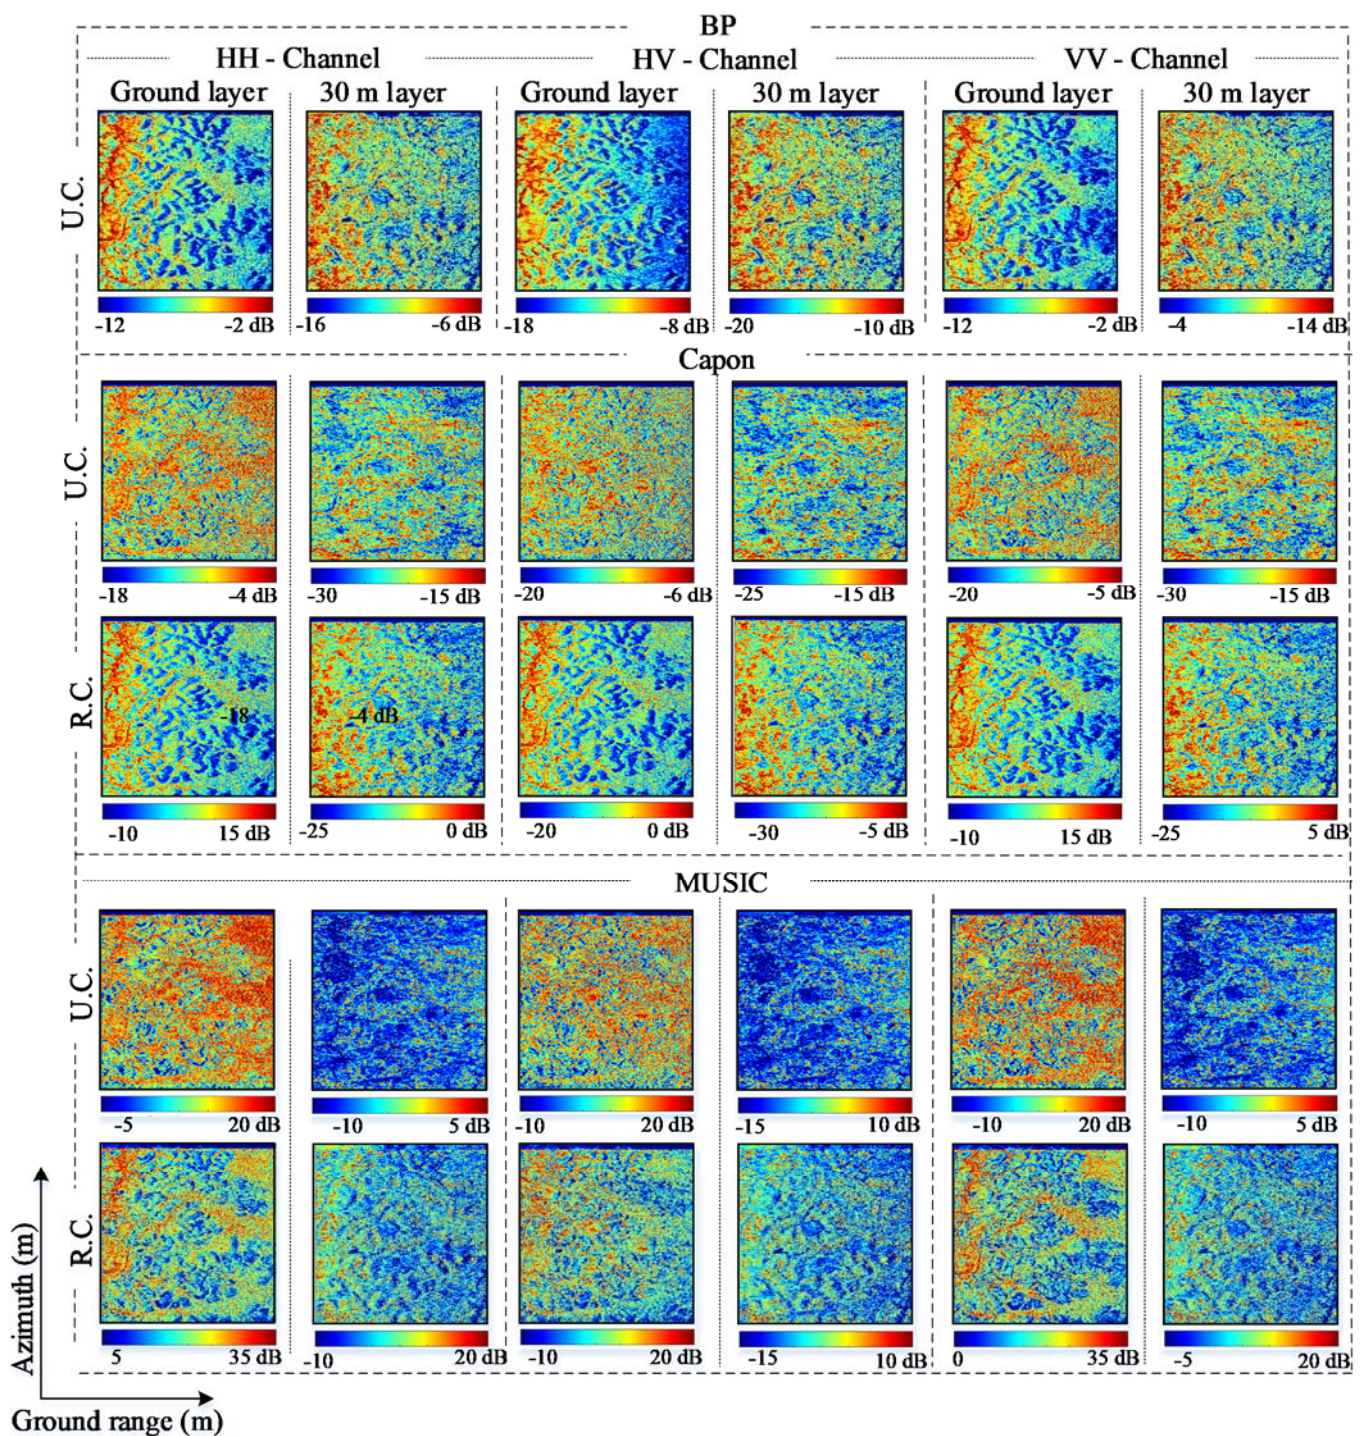 BP
HH - Channel HV - Channel VV - Channel
Ground layer 30 m layer Ground layer 30 m layer Ground layer 30 m layer
U.C.
-12 -2 dB -16 -6 dB -18 -8 dB -20 -10 dB -12 -2 dB -4 -14 dB
Capon
U.C.
-18 -4 dB -30 -15 dB -20 -6 dB -25 -15 dB -20 -5 dB -30 -15 dB
R.C.
-18 -4 dB
-10 15 dB -25 0 dB -20 0 dB -30 -5 dB -10 15 dB -25 5 dB
MUSIC
U.C.
-5 20 dB -10 5 dB -10 20 dB -15 10 dB -10 20 dB -10 5 dB
R.C.
5 35 dB -10 20 dB -10 20 dB -15 10 dB 0 35 dB -5 20 dB
Azimuth (m)
Ground range (m)